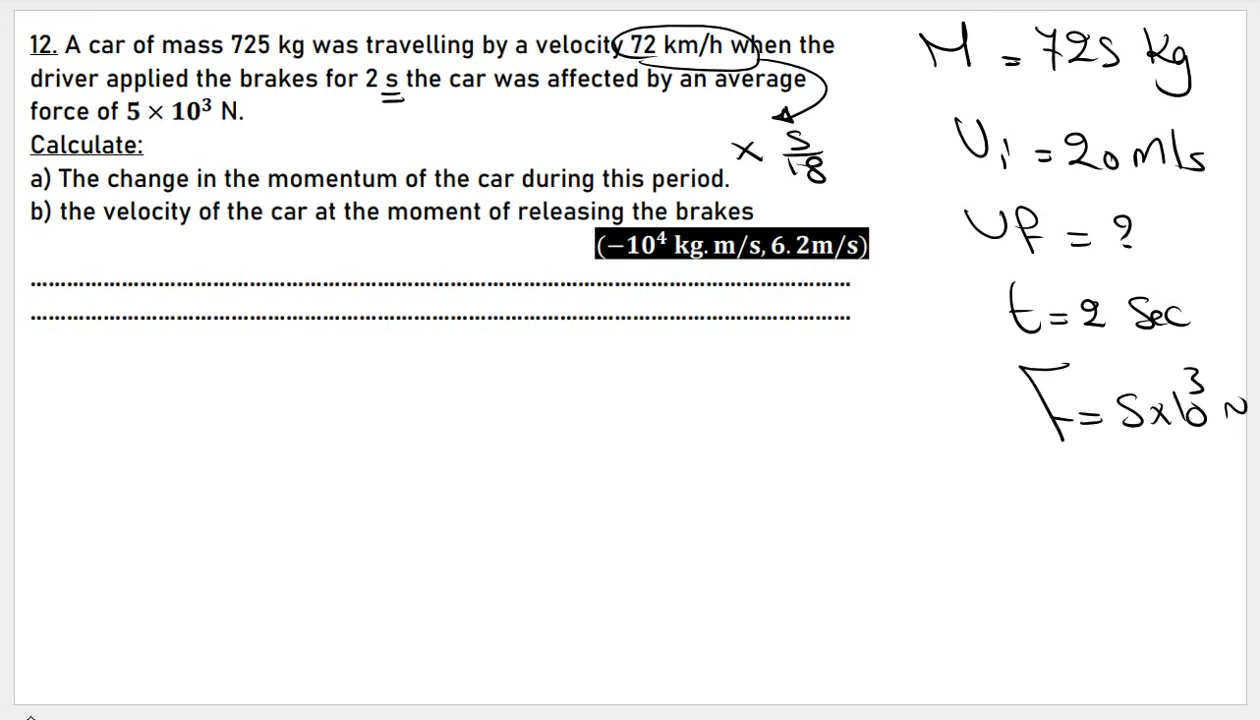 12. A car of mass 725 kg was travelling by a velocity 72 km/h when the
driver applied the brakes for 2 s the car was affected by an average
force of 5 × 10³ N.
Calculate:
a) The change in the momentum of the car during this period.
b) the velocity of the car at the moment of releasing the brakes
(−10⁴ kg. m/s, 6. 2m/s)
× 5/18
M = 725 kg
Ui = 20 m/s
Uf = ?
t = 2 Sec
F = 5 × 10³ N